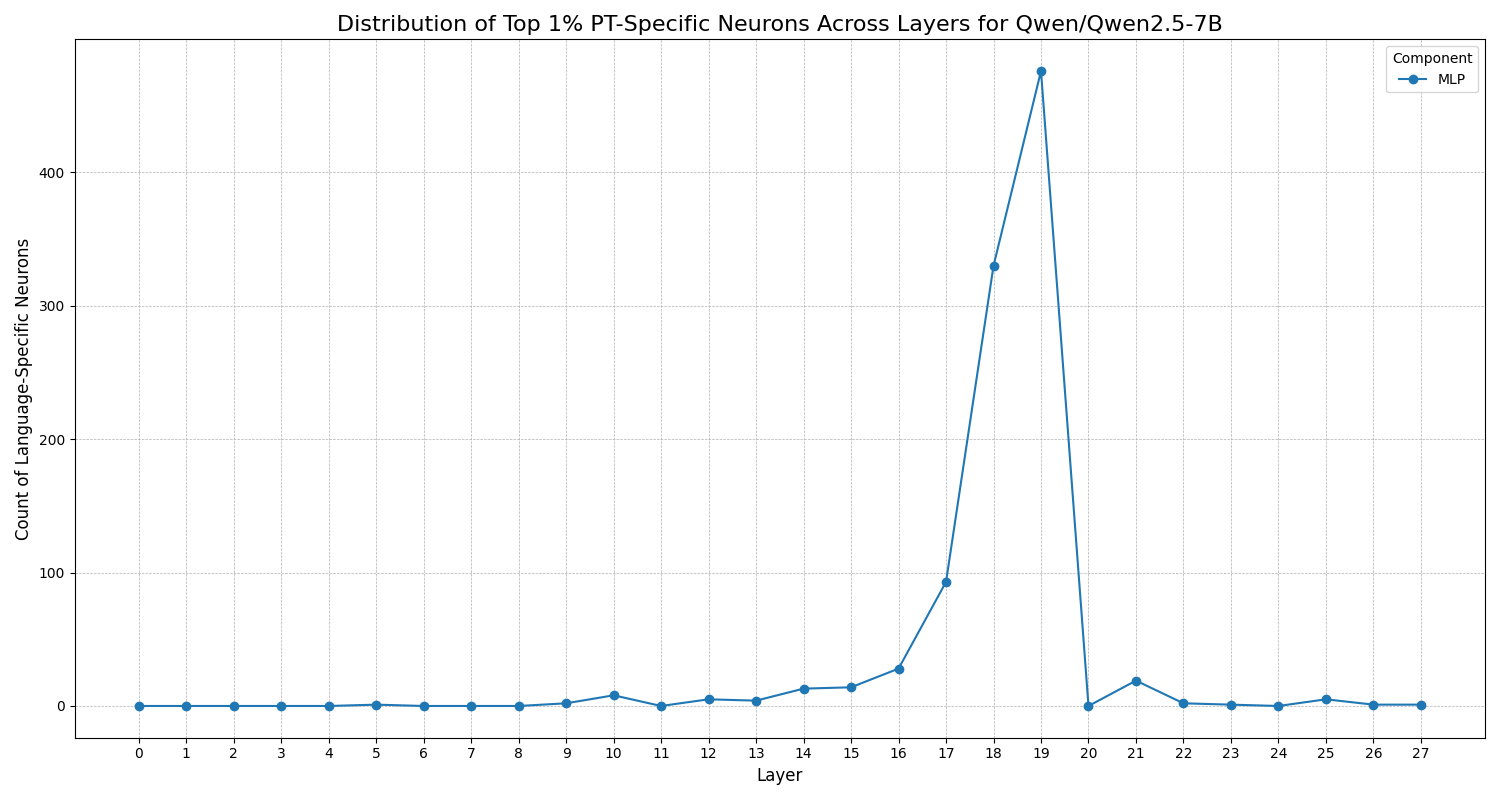 Distribution of Top 1% PT-Specific Neurons Across Layers for Qwen/Qwen2.5-7B
Component
MLP
Count of Language-Specific Neurons
400
300
200
100
0
0 1 2 3 4 5 6 7 8 9 10 11 12 13 14 15 16 17 18 19 20 21 22 23 24 25 26 27
Layer